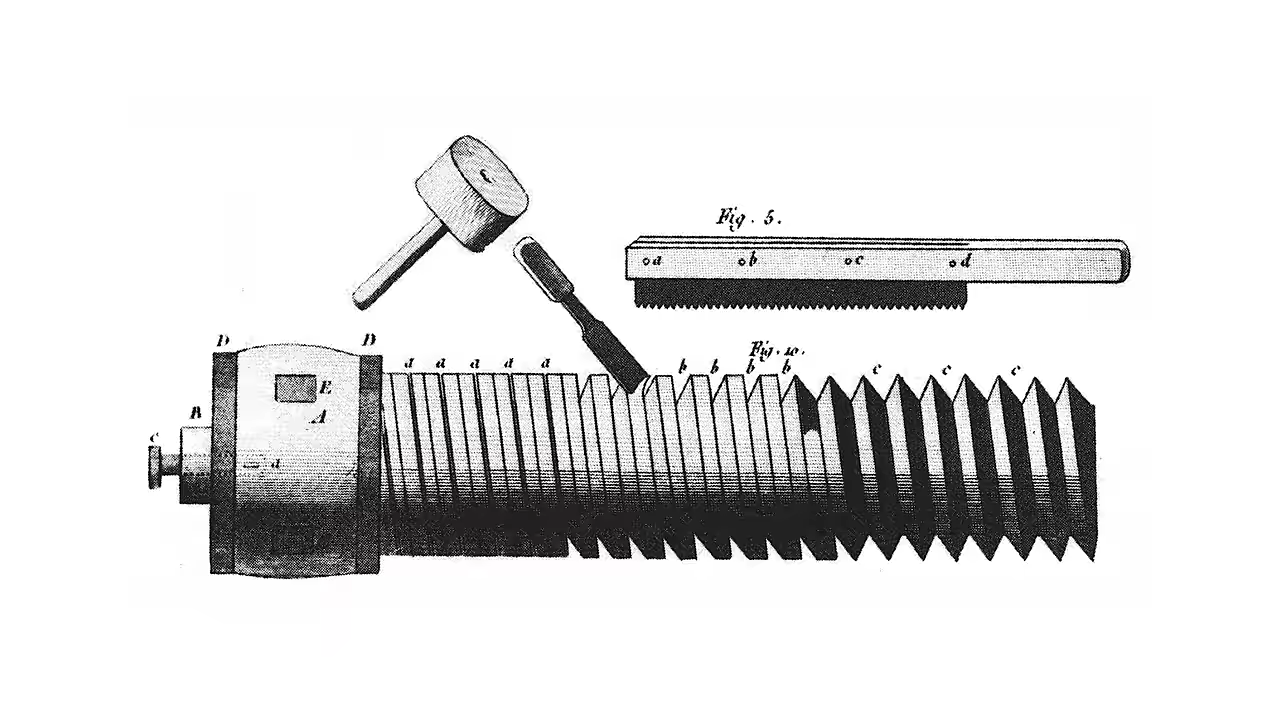 Fig. 5.
a b c d
D D
Fig. 10.
a a a a a b b b b c c c
E
A
B
C
d